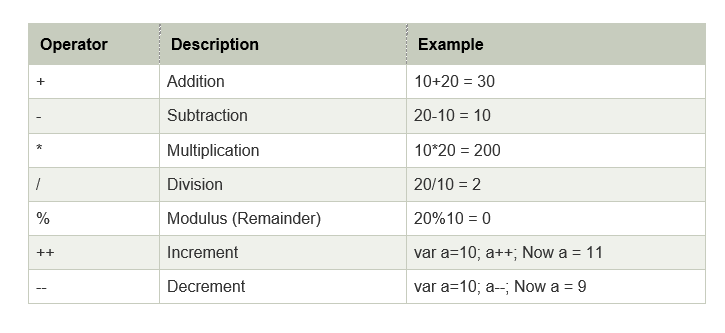 Operator Description Example
+ Addition 10+20 = 30
- Subtraction 20-10 = 10
* Multiplication 10*20 = 200
/ Division 20/10 = 2
% Modulus (Remainder) 20%10 = 0
++ Increment var a=10; a++; Now a = 11
-- Decrement var a=10; a--; Now a = 9